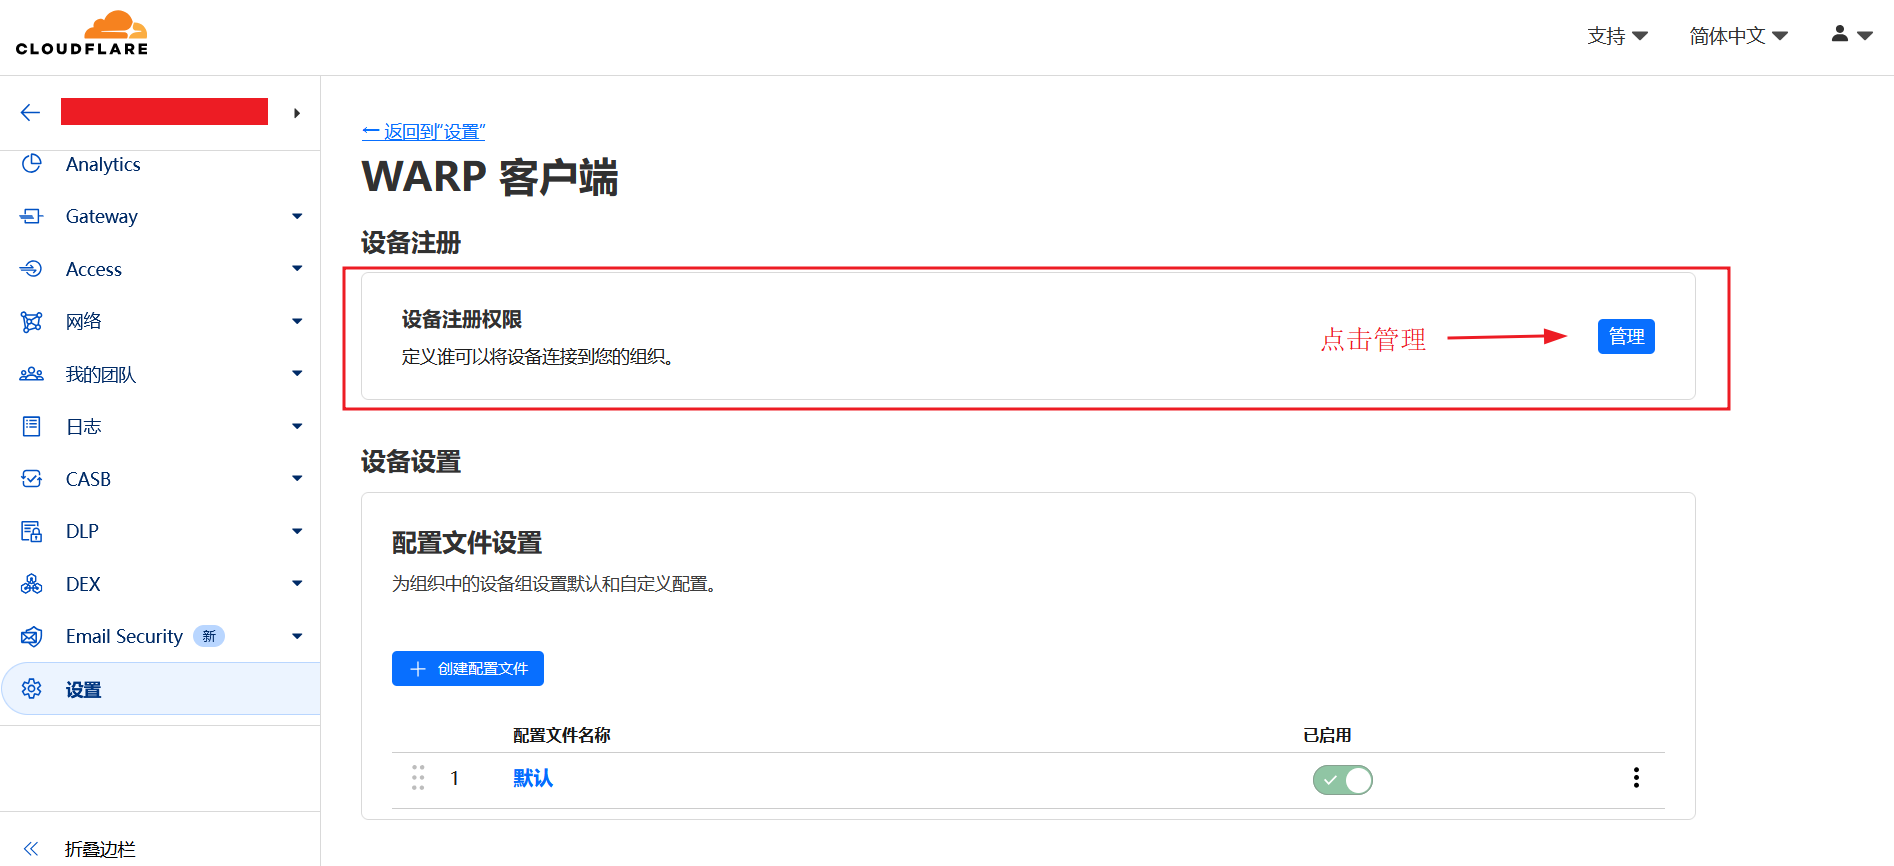 CLOUDFLARE
支持
简体中文
Analytics
Gateway
Access
网络
我的团队
日志
CASB
DLP
DEX
Email Security 新
设置
折叠边栏
← 返回到“设置”
WARP 客户端
设备注册
设备注册权限
定义谁可以将设备连接到您的组织。
点击管理
管理
设备设置
配置文件设置
为组织中的设备组设置默认和自定义配置。
+ 创建配置文件
配置文件名称 已启用
1 默认